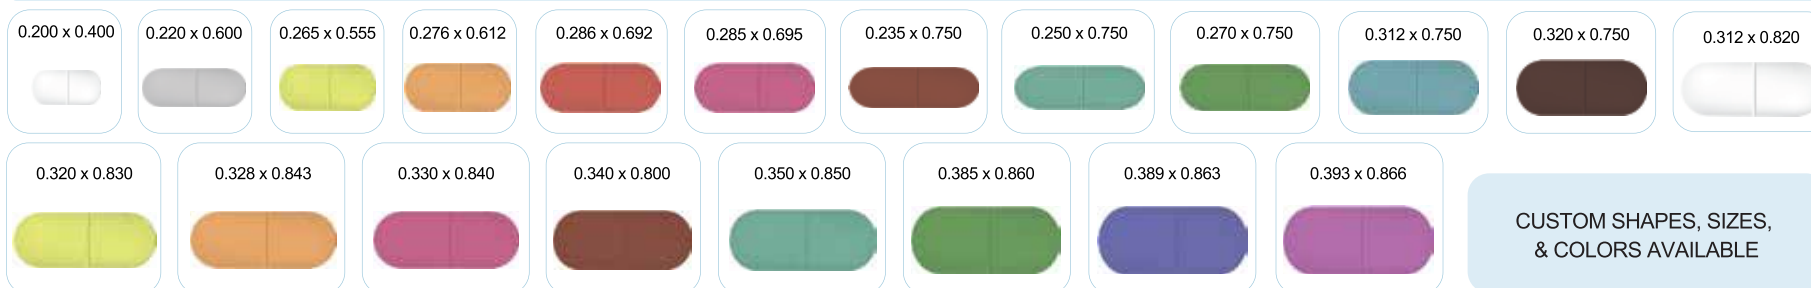 0.200 x 0.400
0.220 x 0.600
0.265 x 0.555
0.276 x 0.612
0.286 x 0.692
0.285 x 0.695
0.235 x 0.750
0.250 x 0.750
0.270 x 0.750
0.312 x 0.750
0.320 x 0.750
0.312 x 0.820
0.320 x 0.830
0.328 x 0.843
0.330 x 0.840
0.340 x 0.800
0.350 x 0.850
0.385 x 0.860
0.389 x 0.863
0.393 x 0.866
CUSTOM SHAPES, SIZES,
& COLORS AVAILABLE